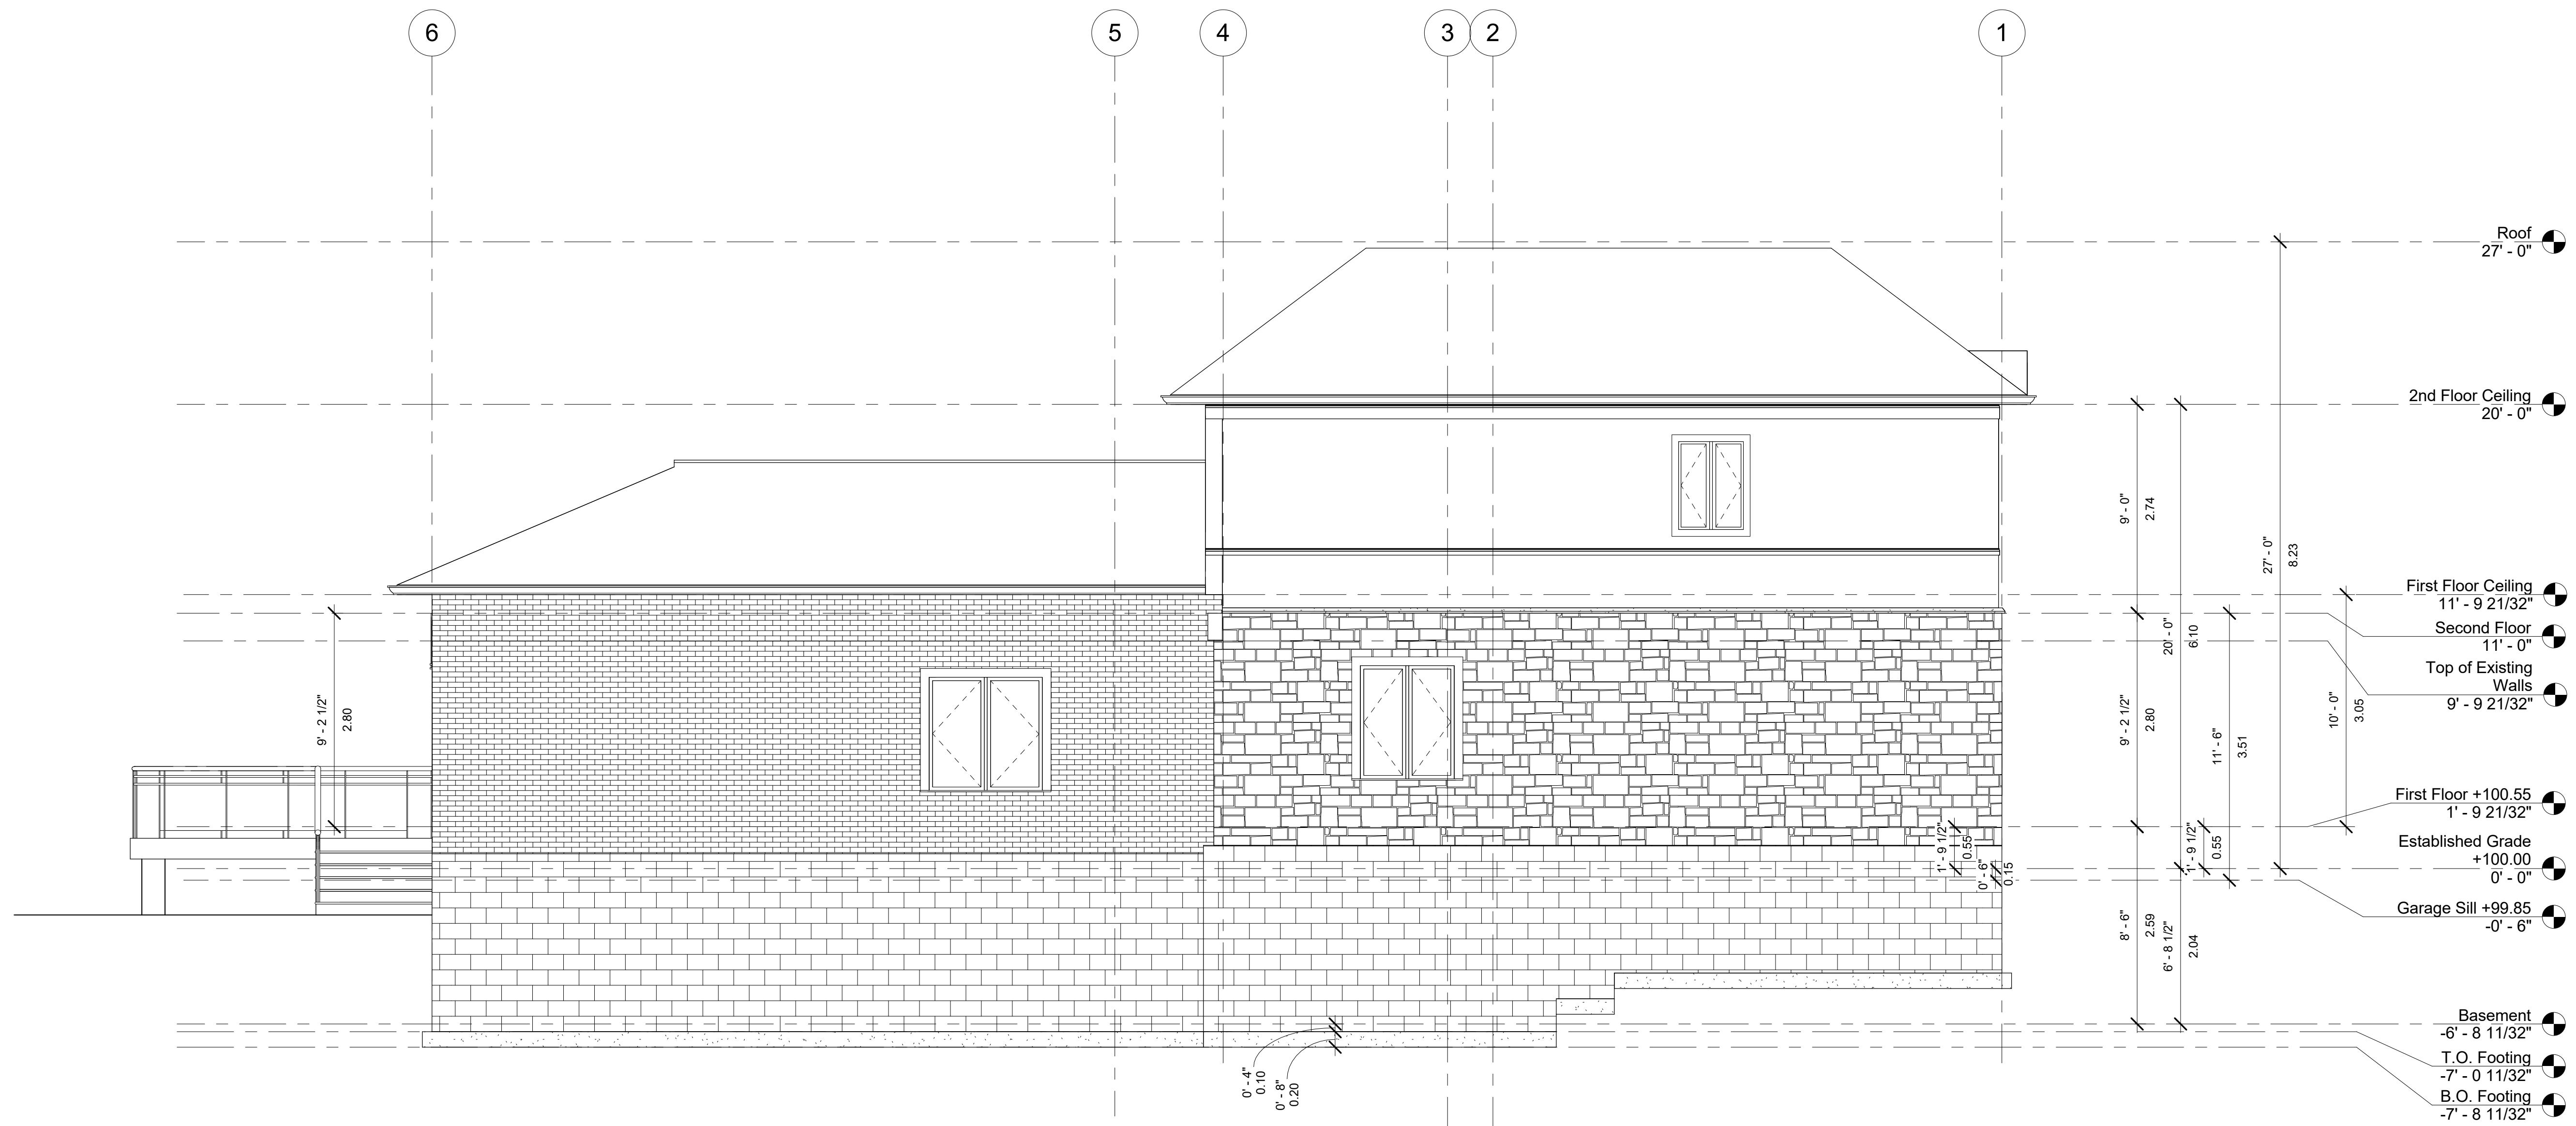 6
5
4
3
2
1
Roof
27' - 0"
2nd Floor Ceiling
20' - 0"
First Floor Ceiling
11' - 9 21/32"
Second Floor
11' - 0"
Top of Existing
Walls
9' - 9 21/32"
First Floor +100.55
1' - 9 21/32"
Established Grade
+100.00
0' - 0"
Garage Sill +99.85
-0' - 6"
Basement
-6' - 8 11/32"
T.O. Footing
-7' - 0 11/32"
B.O. Footing
-7' - 8 11/32"
9' - 2 1/2"
2.80
0' - 4"
0.10
0' - 8"
0.20
1' - 9 1/2"
0.55
0' - 6"
0.15
9' - 0"
2.74
9' - 2 1/2"
2.80
8' - 6"
2.59
20' - 0"
6.10
6' - 8 1/2"
2.04
1' - 9 1/2"
0.55
11' - 6"
3.51
27' - 0"
8.23
10' - 0"
3.05